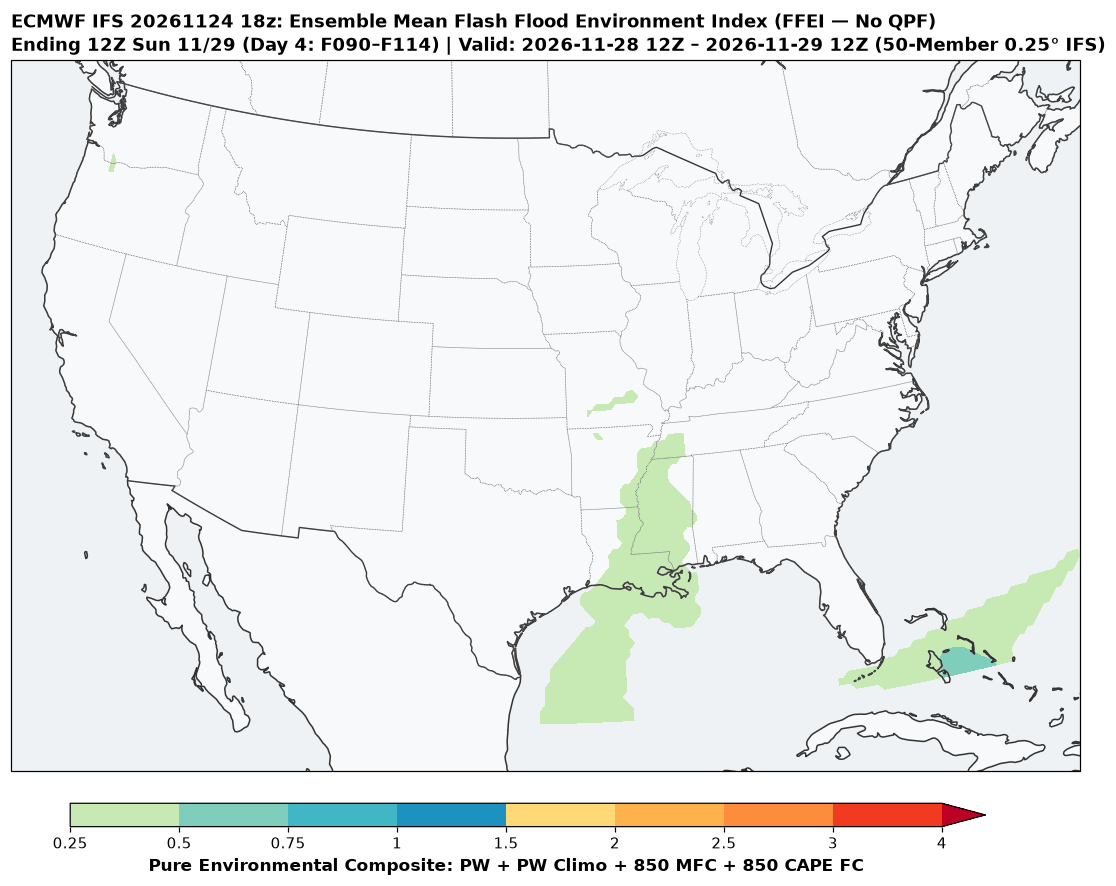 ECMWF IFS 20261124 18z: Ensemble Mean Flash Flood Environment Index (FFEI — No QPF)
Ending 12Z Sun 11/29 (Day 4: F090–F114) | Valid: 2026-11-28 12Z – 2026-11-29 12Z (50-Member 0.25° IFS)
0.25 0.5 0.75 1 1.5 2 2.5 3 4
Pure Environmental Composite: PW + PW Climo + 850 MFC + 850 CAPE FC